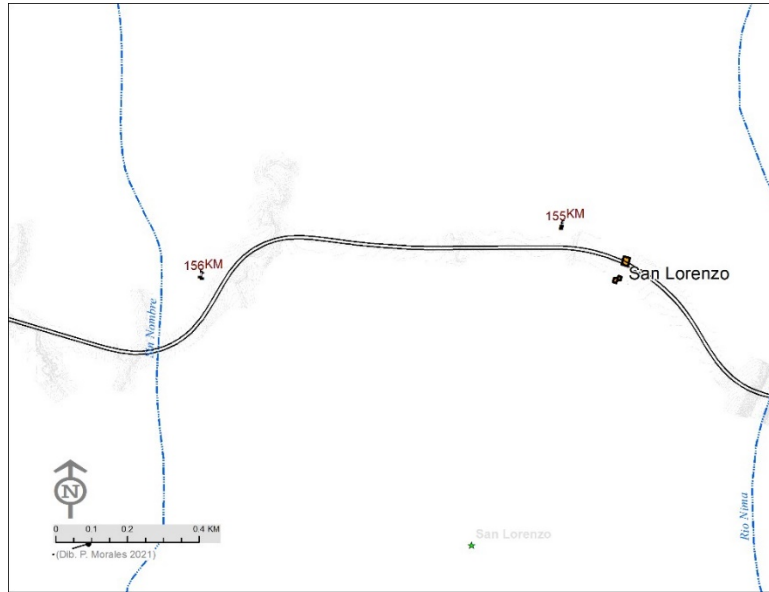 155KM
156KM
San Lorenzo
Sin Nombre
N
0 0.1 0.2 0.4 KM
(Dib. P. Morales 2021)
San Lorenzo
Rio Nima